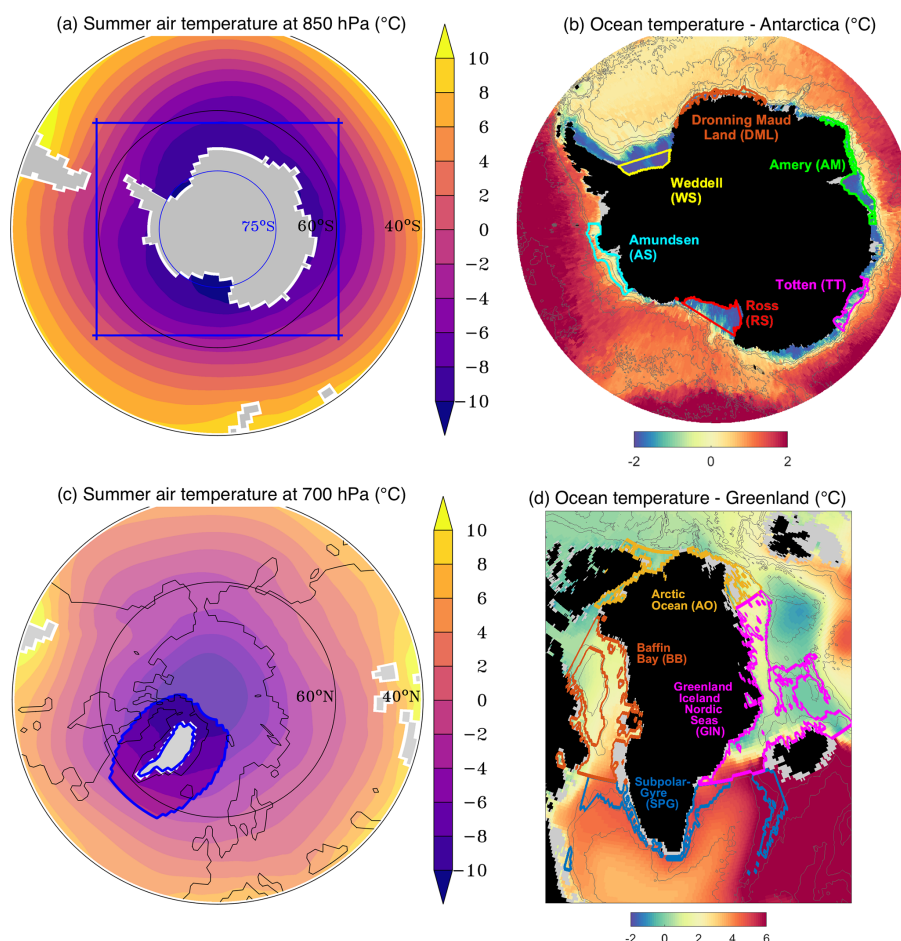 (a) Summer air temperature at 850 hPa (°C)
75°S
60°S
40°S
10
8
6
4
2
0
−2
−4
−6
−8
−10
(b) Ocean temperature - Antarctica (°C)
Dronning Maud
Land (DML)
Amery (AM)
Weddell
(WS)
Amundsen
(AS)
Totten (TT)
Ross
(RS)
-2
0
2
(c) Summer air temperature at 700 hPa (°C)
60°N
40°N
10
8
6
4
2
0
−2
−4
−6
−8
−10
(d) Ocean temperature - Greenland (°C)
Arctic
Ocean (AO)
Baffin
Bay (BB)
Greenland
Iceland
Nordic
Seas
(GIN)
Subpolar-
Gyre
(SPG)
-2
0
2
4
6